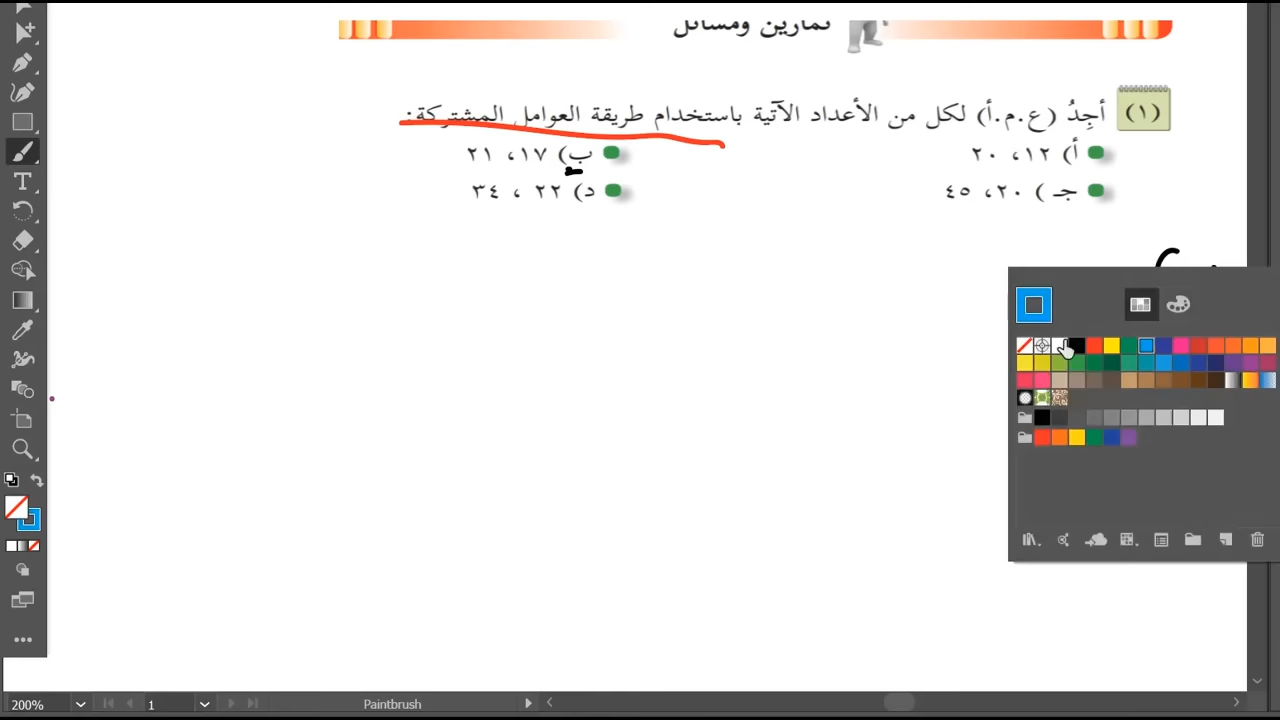 تمارين ومسائل
(١) أجِدُ (ع.م.أ) لكل من الأعداد الآتية باستخدام طريقة العوامل المشتركة:
أ) ١٢، ٢٠
ب) ١٧، ٢١
جـ) ٢٠، ٤٥
د) ٢٢ ، ٣٤
200%
1
Paintbrush